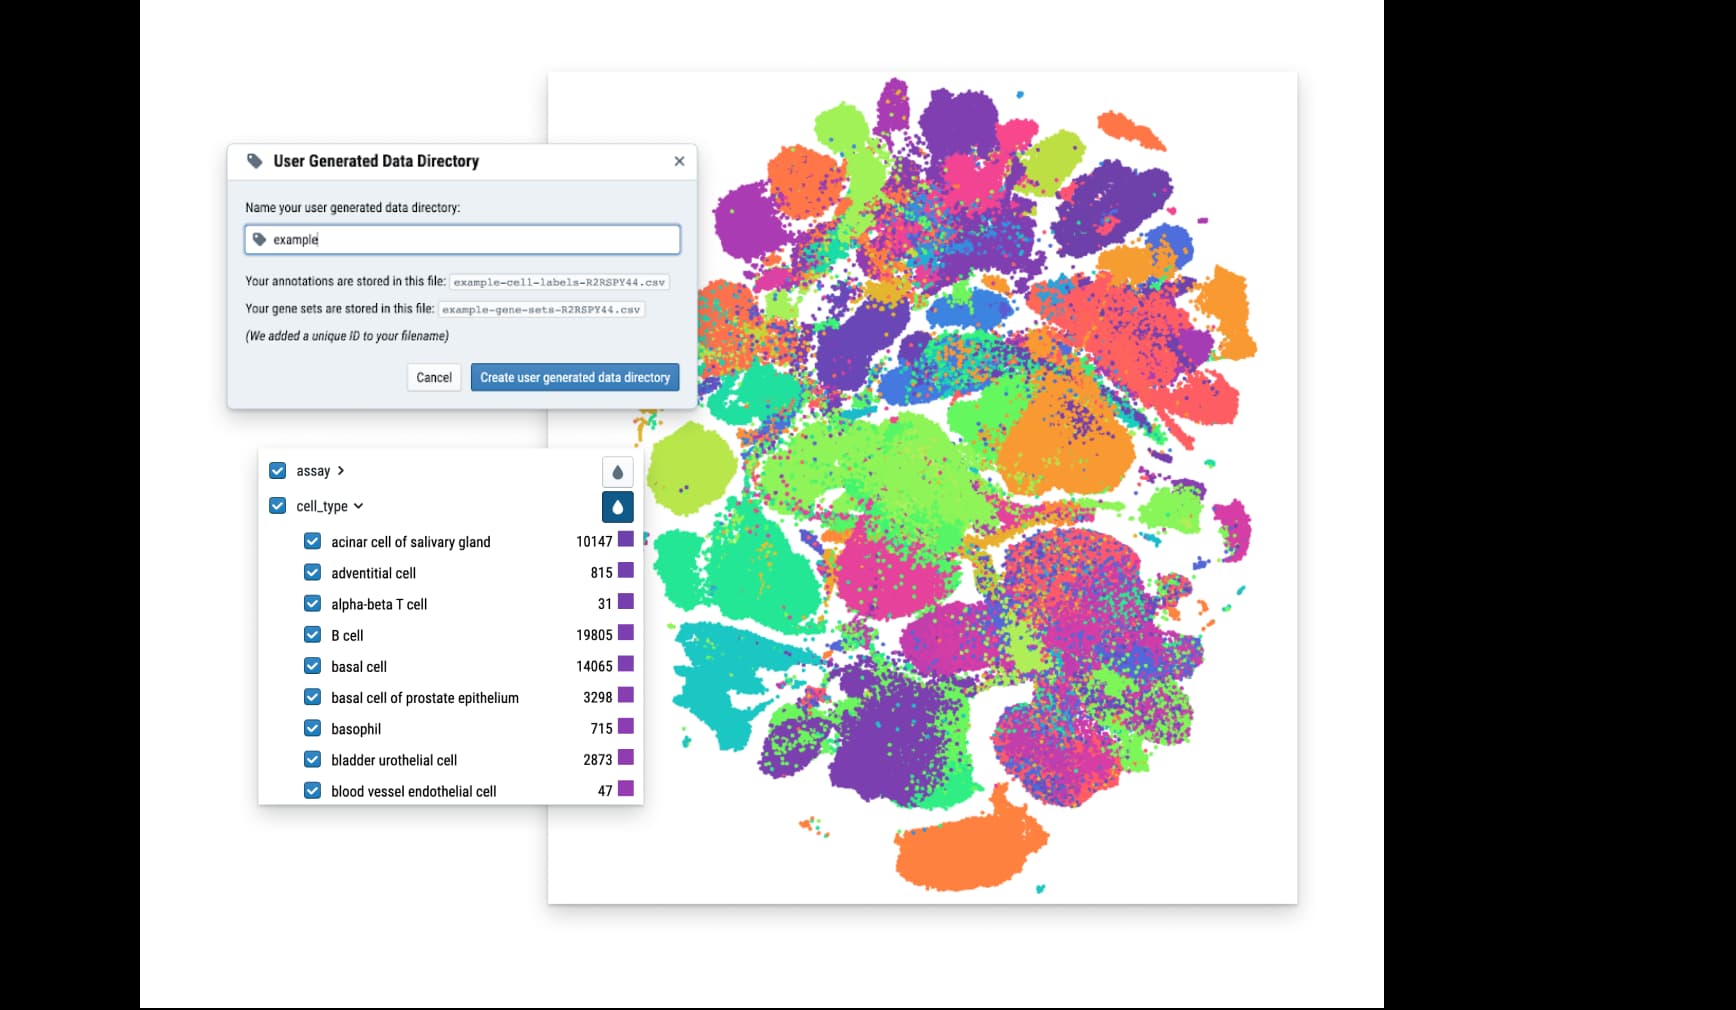 User Generated Data Directory
Name your user generated data directory:
example
Your annotations are stored in this file: example-cell-labels-R2RSPY44.csv
Your gene sets are stored in this file: example-gene-sets-R2RSPY44.csv
(We added a unique ID to your filename)
Cancel Create user generated data directory
assay
cell_type
acinar cell of salivary gland 10147
adventitial cell 815
alpha-beta T cell 31
B cell 19805
basal cell 14065
basal cell of prostate epithelium 3298
basophil 715
bladder urothelial cell 2873
blood vessel endothelial cell 47